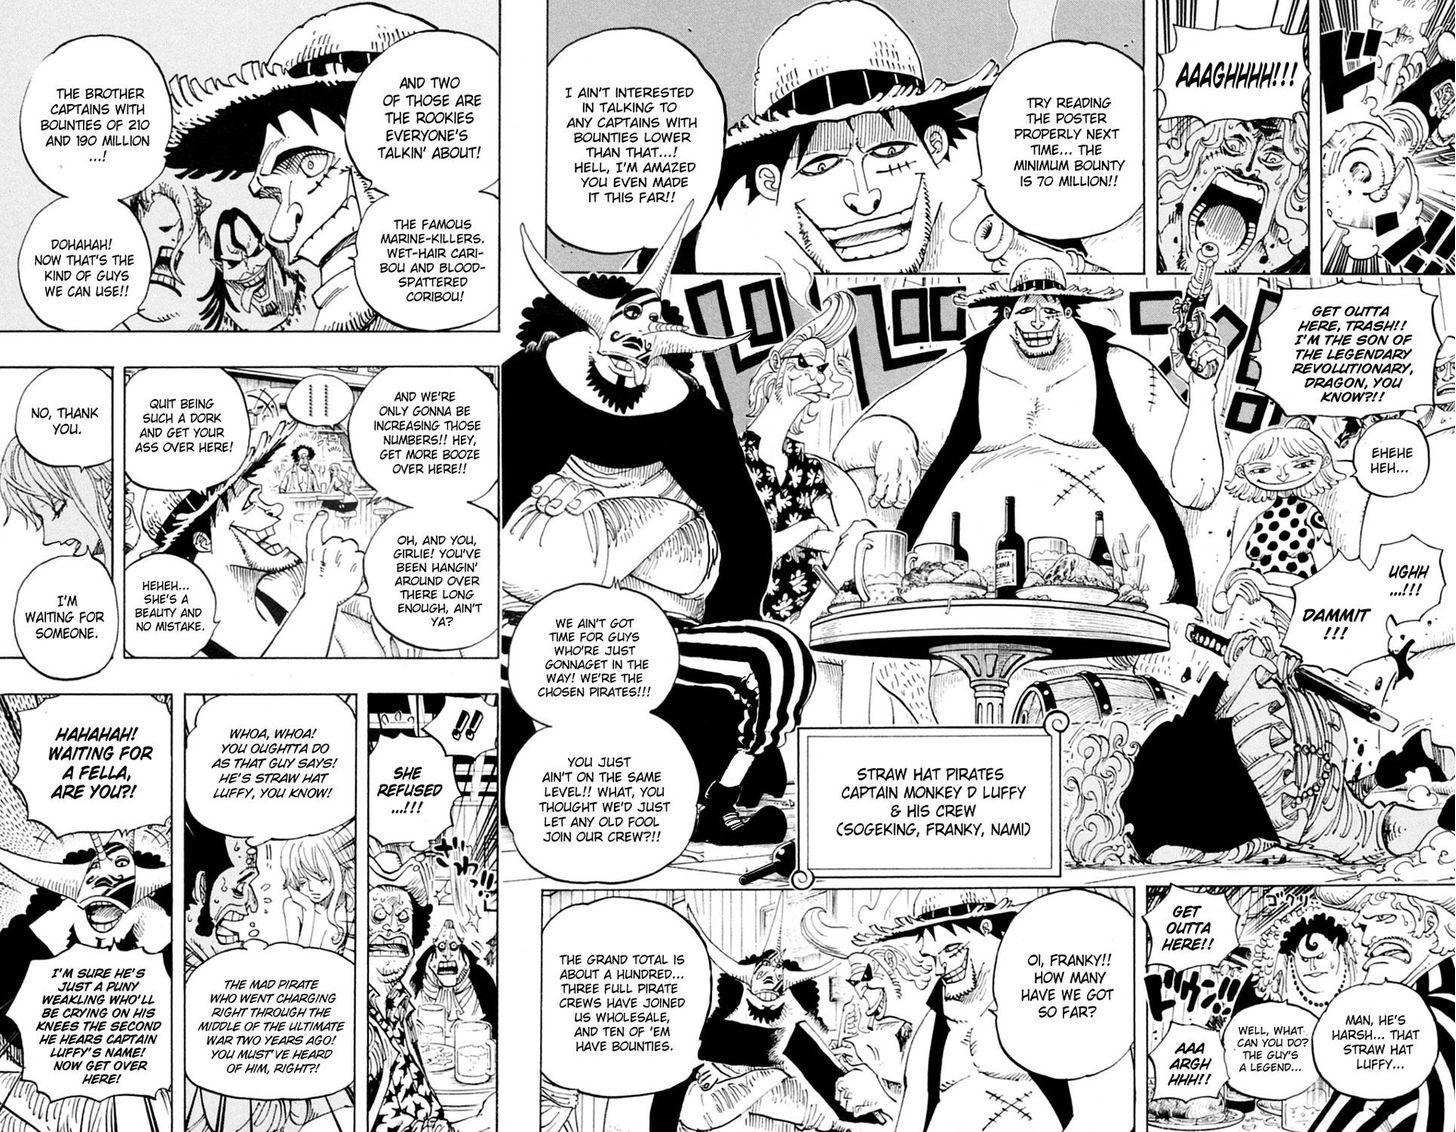 AAAGHHHH!!!
TRY READING
THE POSTER
PROPERLY NEXT
TIME... THE
MINIMUM BOUNTY
IS 70 MILLION!!
I AIN'T INTERESTED
IN TALKING TO
ANY CAPTAINS WITH
BOUNTIES LOWER
THAN THAT...!
HELL, I'M AMAZED
YOU EVEN MADE
IT THIS FAR!!
GET OUTTA
HERE, TRASH!!
I'M THE SON OF
THE LEGENDARY
REVOLUTIONARY,
DRAGON, YOU
KNOW?!!
EHEHE
HEH...
UGHH
...!!!
DAMMIT
!!!
WE AIN'T GOT
TIME FOR GUYS
WHO'RE JUST
GONNAGET IN THE
WAY! WE'RE THE
CHOSEN PIRATES!!!
YOU JUST
AIN'T ON THE SAME
LEVEL!! WHAT, YOU
THOUGHT WE'D JUST
LET ANY OLD FOOL
JOIN OUR CREW?!!
STRAW HAT PIRATES
CAPTAIN MONKEY D LUFFY
& HIS CREW
(SOGEKING, FRANKY, NAMI)
GET
OUTTA
HERE!!
MAN, HE'S
HARSH... THAT
STRAW HAT
LUFFY...
WELL, WHAT
CAN YOU DO?
THE GUY'S
A LEGEND...
AAA
ARGH
HHH!!
ドドン!!
OI, FRANKY!!
HOW MANY
HAVE WE GOT
SO FAR?
THE GRAND TOTAL IS
ABOUT A HUNDRED...
THREE FULL PIRATE
CREWS HAVE JOINED
US WHOLESALE,
AND TEN OF 'EM
HAVE BOUNTIES.
AND TWO
OF THOSE ARE
THE ROOKIES
EVERYONE'S
TALKIN' ABOUT!
THE FAMOUS
MARINE-KILLERS.
WET-HAIR CARI-
BOU AND BLOOD-
SPATTERED
CORIBOU!
THE BROTHER
CAPTAINS WITH
BOUNTIES OF 210
AND 190 MILLION
...!
DOHAHAH!
NOW THAT'S THE
KIND OF GUYS
WE CAN USE!!
AND WE'RE
ONLY GONNA BE
INCREASING THOSE
NUMBERS!! HEY,
GET MORE BOOZE
OVER HERE!!
OH, AND YOU,
GIRLIE! YOU'VE
BEEN HANGIN'
AROUND OVER
THERE LONG
ENOUGH, AIN'T
YA?
QUIT BEING
SUCH A DORK
AND GET YOUR
ASS OVER HERE!
HEHEH...
SHE'S A
BEAUTY AND
NO MISTAKE.
NO, THANK
YOU.
I'M
WAITING FOR
SOMEONE.
!!
SHE
REFUSED
...!!!
WHOA, WHOA!
YOU OUGHTTA DO
AS THAT GUY SAYS!
HE'S STRAW HAT
LUFFY, YOU KNOW!
THE MAD PIRATE
WHO WENT CHARGING
RIGHT THROUGH THE
MIDDLE OF THE ULTIMATE
WAR TWO YEARS AGO!
YOU MUST'VE HEARD
OF HIM, RIGHT?!
HAHAHAH!
WAITING FOR
A FELLA,
ARE YOU?!
I'M SURE HE'S
JUST A PUNY
WEAKLING WHO'LL
BE CRYING ON HIS
KNEES THE SECOND
HE HEARS CAPTAIN
LUFFY'S NAME!
NOW GET OVER
HERE!